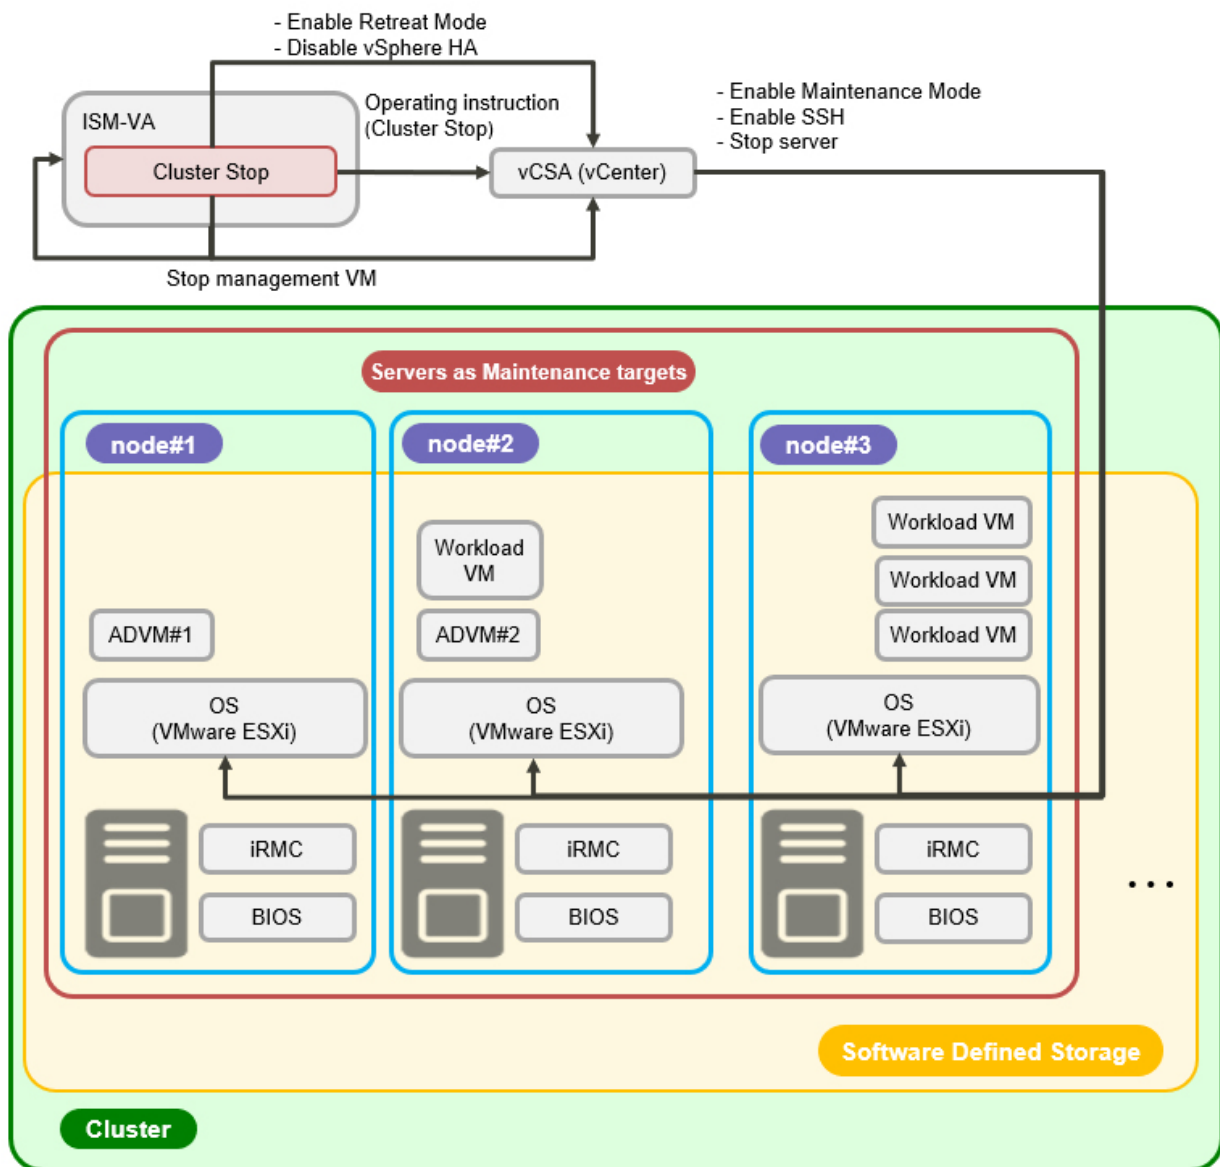 - Enable Retreat Mode
- Disable vSphere HA
ISM-VA
Operating instruction
(Cluster Stop)
- Enable Maintenance Mode
- Enable SSH
- Stop server
Cluster Stop
vCSA (vCenter)
Stop management VM
Servers as Maintenance targets
node#1
node#2
node#3
Workload VM
Workload
VM
Workload VM
ADVM#1
ADVM#2
Workload VM
OS
(VMware ESXi)
OS
(VMware ESXi)
OS
(VMware ESXi)
iRMC
iRMC
iRMC
BIOS
BIOS
BIOS
...
Software Defined Storage
Cluster